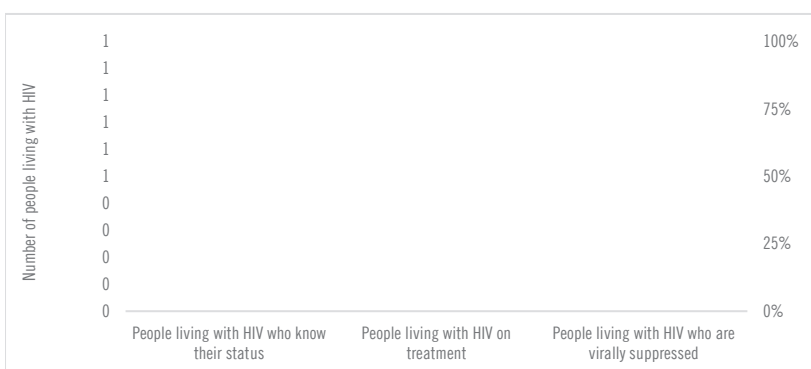 Number of people living with HIV
1
1
1
1
1
1
0
0
0
0
0
100%
75%
50%
25%
0%
People living with HIV who know
their status
People living with HIV on
treatment
People living with HIV who are
virally suppressed